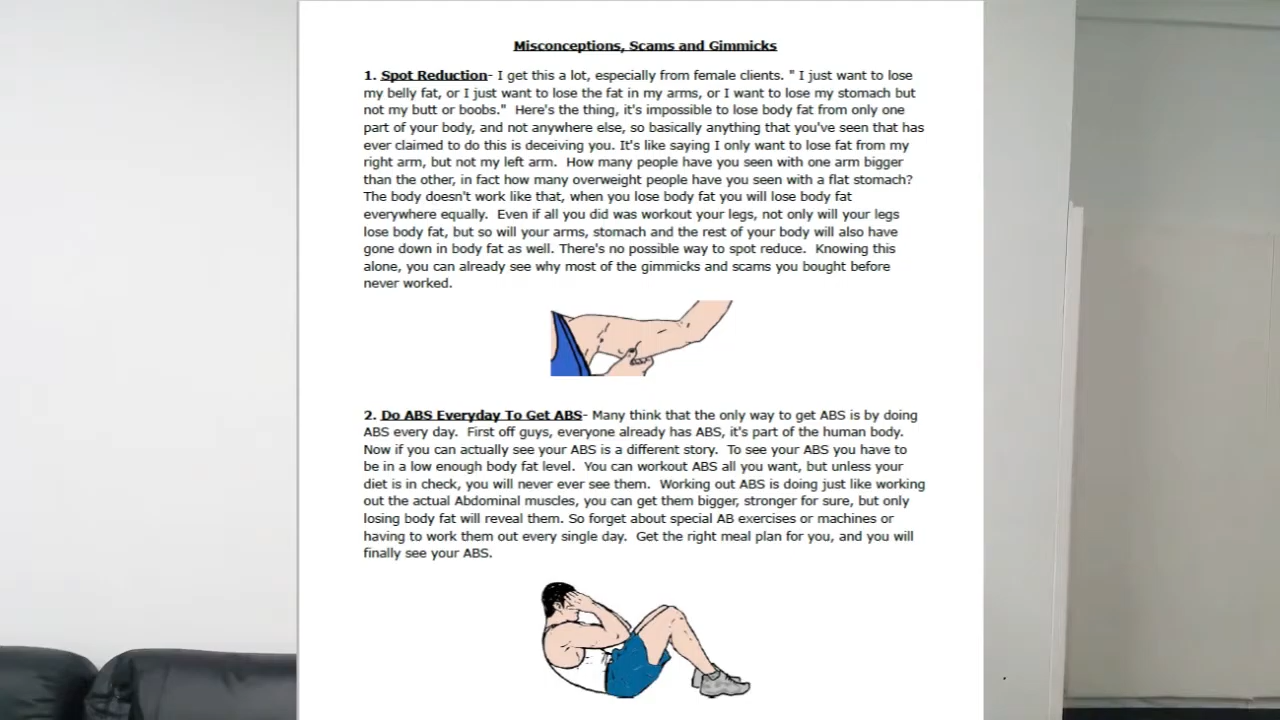 Misconceptions, Scams and Gimmicks
1. Spot Reduction- I get this a lot, especially from female clients. " I just want to lose
my belly fat, or I just want to lose the fat in my arms, or I want to lose my stomach but
not my butt or boobs."  Here's the thing, it's impossible to lose body fat from only one
part of your body, and not anywhere else, so basically anything that you've seen that has
ever claimed to do this is deceiving you. It's like saying I only want to lose fat from my
right arm, but not my left arm.  How many people have you seen with one arm bigger
than the other, in fact how many overweight people have you seen with a flat stomach?
The body doesn't work like that, when you lose body fat you will lose body fat
everywhere equally.  Even if all you did was workout your legs, not only will your legs
lose body fat, but so will your arms, stomach and the rest of your body will also have
gone down in body fat as well. There's no possible way to spot reduce.  Knowing this
alone, you can already see why most of the gimmicks and scams you bought before
never worked.
2. Do ABS Everyday To Get ABS- Many think that the only way to get ABS is by doing
ABS every day.  First off guys, everyone already has ABS, it's part of the human body.
Now if you can actually see your ABS is a different story.  To see your ABS you have to
be in a low enough body fat level.  You can workout ABS all you want, but unless your
diet is in check, you will never ever see them.  Working out ABS is doing just like working
out the actual Abdominal muscles, you can get them bigger, stronger for sure, but only
losing body fat will reveal them. So forget about special AB exercises or machines or
having to work them out every single day.  Get the right meal plan for you, and you will
finally see your ABS.